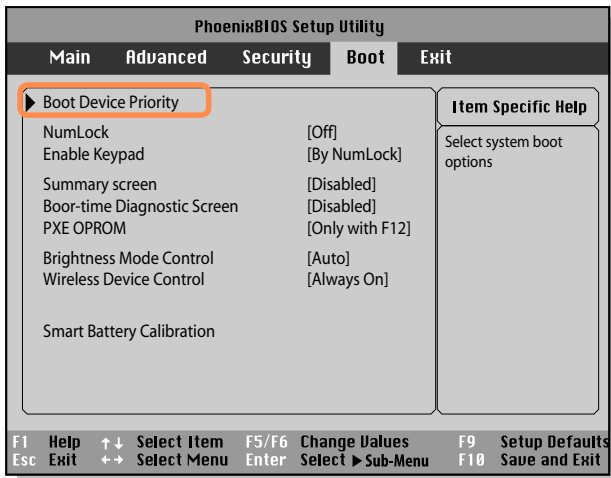 PhoenixBIOS Setup Utility
Main Advanced Security Boot Exit
Boot Device Priority
NumLock [Off]
Enable Keypad [By NumLock]
Summary screen [Disabled]
Boor-time Diagnostic Screen [Disabled]
PXE OPROM [Only with F12]
Brightness Mode Control [Auto]
Wireless Device Control [Always On]
Smart Battery Calibration
Item Specific Help
Select system boot
options
F1 Help ↑↓ Select Item F5/F6 Change Values F9 Setup Defaults
Esc Exit ←→ Select Menu Enter Select ▶ Sub-Menu F10 Save and Exit